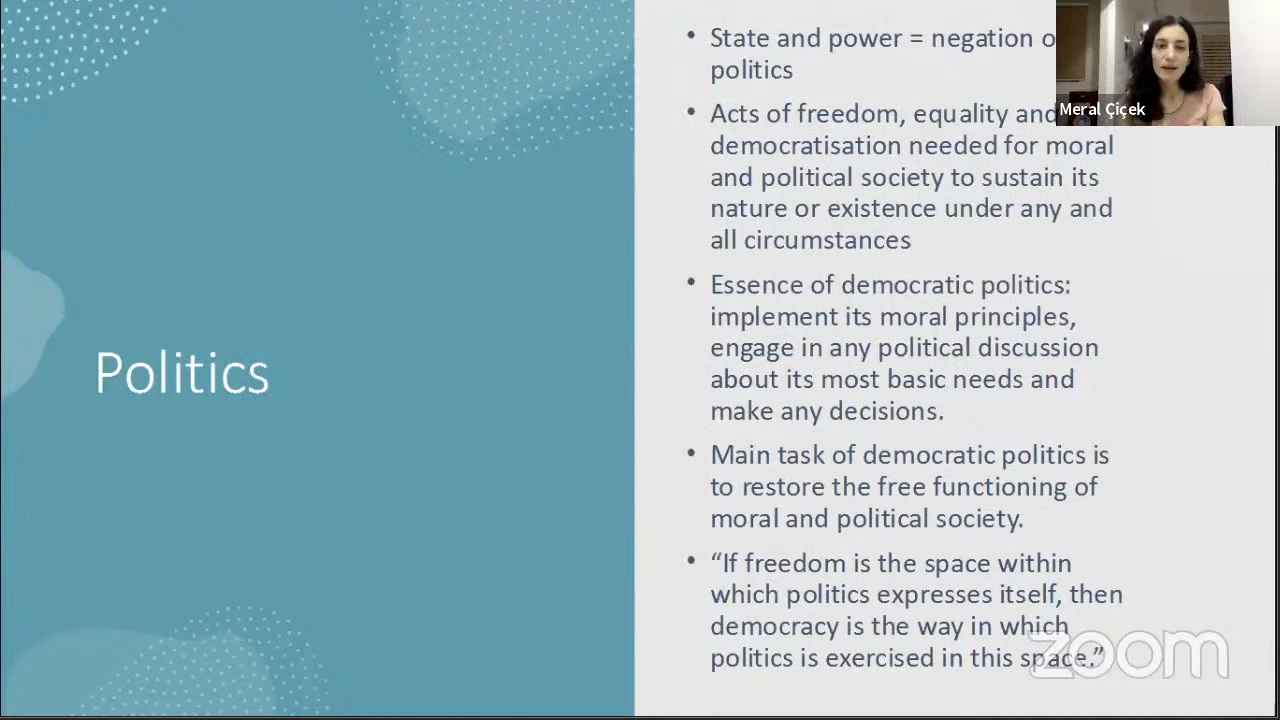 Politics
• State and power = negation o
politics
• Acts of freedom, equality and
democratisation needed for moral
and political society to sustain its
nature or existence under any and
all circumstances
• Essence of democratic politics:
implement its moral principles,
engage in any political discussion
about its most basic needs and
make any decisions.
• Main task of democratic politics is
to restore the free functioning of
moral and political society.
• “If freedom is the space within
which politics expresses itself, then
democracy is the way in which
politics is exercised in this space.”
Meral Çiçek
zoom